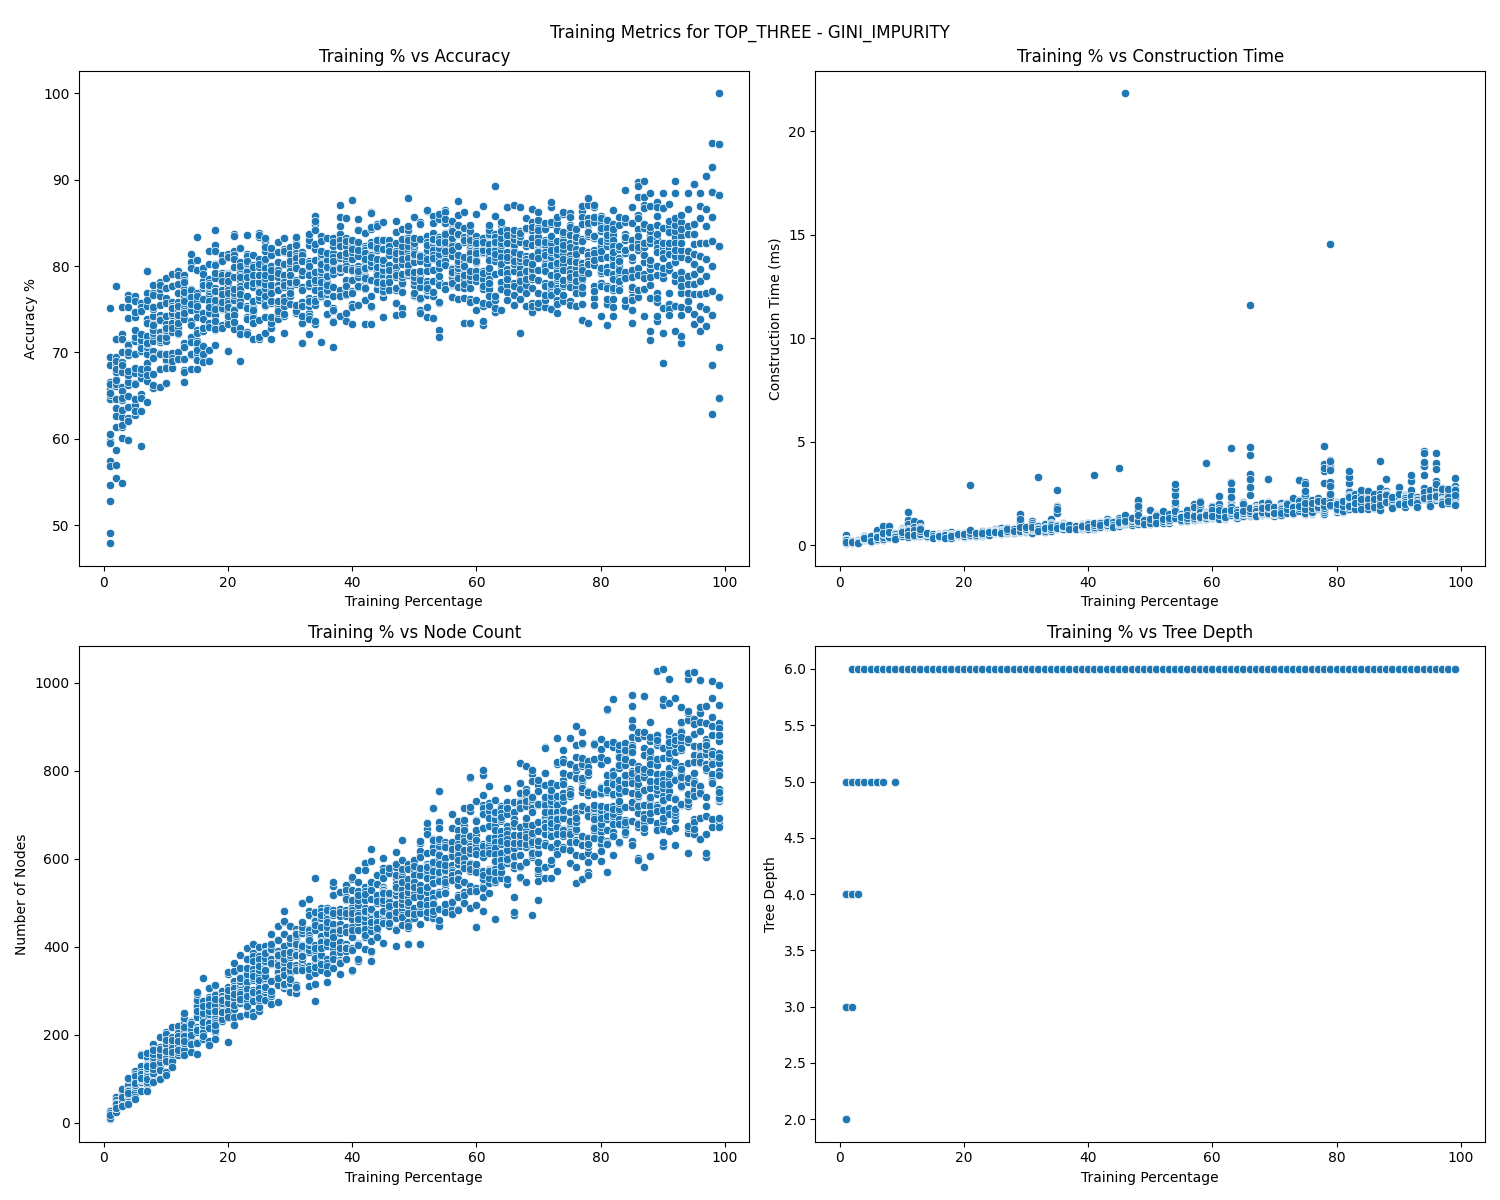 Training Metrics for TOP_THREE - GINI_IMPURITY
Training % vs Accuracy
100
90
80
70
60
50
Accuracy %
0 20 40 60 80 100
Training Percentage
Training % vs Construction Time
20
15
10
5
0
Construction Time (ms)
0 20 40 60 80 100
Training Percentage
Training % vs Node Count
1000
800
600
400
200
0
Number of Nodes
0 20 40 60 80 100
Training Percentage
Training % vs Tree Depth
6.0
5.5
5.0
4.5
4.0
3.5
3.0
2.5
2.0
Tree Depth
0 20 40 60 80 100
Training Percentage